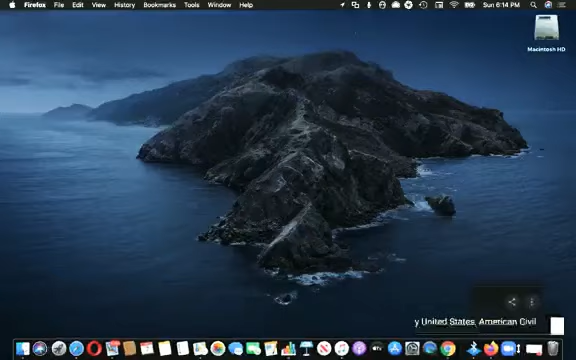 Firefox File Edit View History Bookmarks Tools Window Help
Sun 6:14 PM
Macintosh HD
y United States, American Civil